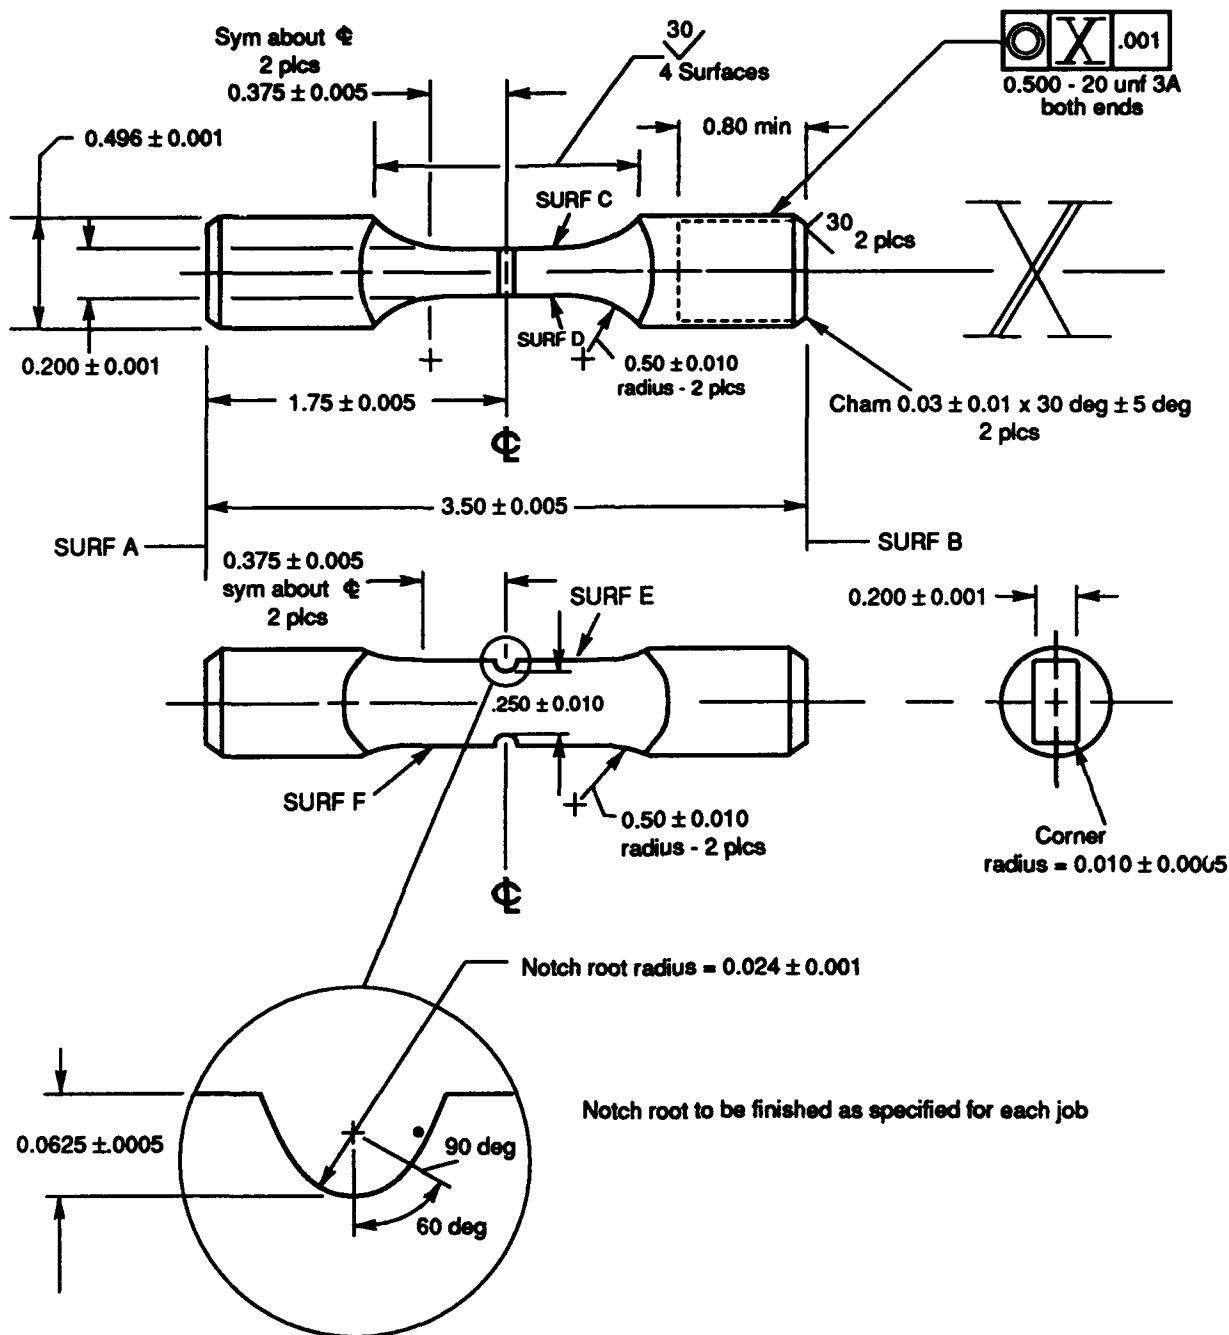 Sym about ℄
2 plcs
0.375 ± 0.005
30
4 Surfaces
X .001
0.500 - 20 unf 3A
both ends
0.496 ± 0.001
0.80 min
SURF C
30
2 plcs
X
0.200 ± 0.001
SURF D
0.50 ± 0.010
radius - 2 plcs
1.75 ± 0.005
Cham 0.03 ± 0.01 x 30 deg ± 5 deg
2 plcs
℄
3.50 ± 0.005
SURF A
SURF B
0.375 ± 0.005
sym about ℄
2 plcs
SURF E
0.200 ± 0.001
.250 ± 0.010
SURF F
0.50 ± 0.010
radius - 2 plcs
Corner
radius = 0.010 ± 0.0005
℄
Notch root radius = 0.024 ± 0.001
Notch root to be finished as specified for each job
0.0625 ±.0005
90 deg
60 deg